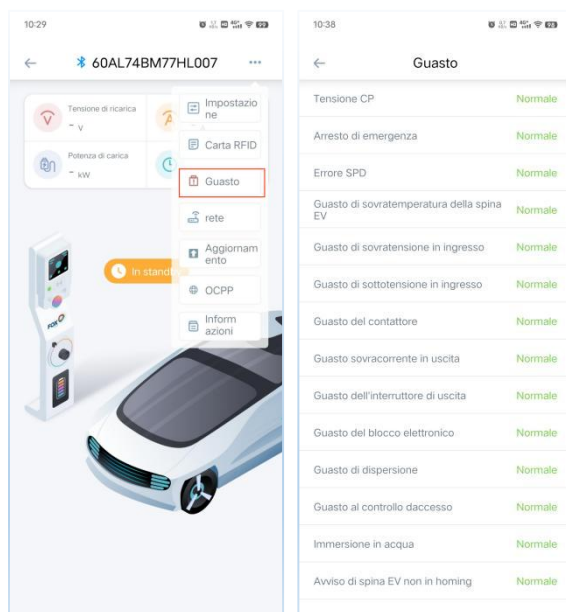 10:29
60AL74BM77HL007
Tensione di ricarica
- V
Potenza di carica
- kW
Impostazio
ne
Carta RFID
Guasto
rete
Aggiornam
ento
OCPP
Inform
azioni
In standb
FOX
10:38
Guasto
Tensione CP Normale
Arresto di emergenza Normale
Errore SPD Normale
Guasto di sovratemperatura della spina
EV Normale
Guasto di sovratensione in ingresso Normale
Guasto di sottotensione in ingresso Normale
Guasto del contattore Normale
Guasto sovracorrente in uscita Normale
Guasto dell'interruttore di uscita Normale
Guasto del blocco elettronico Normale
Guasto di dispersione Normale
Guasto al controllo daccesso Normale
Immersione in acqua Normale
Avviso di spina EV non in homing Normale